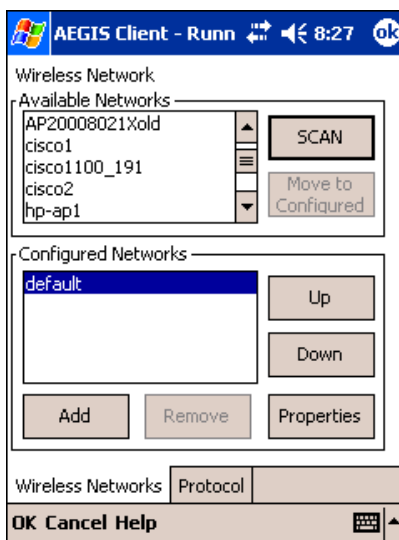 AEGIS Client - Runn 8:27 ok
Wireless Network
Available Networks
AP20008021Xold
cisco1
cisco1100_191
cisco2
hp-ap1
SCAN
Move to
Configured
Configured Networks
default
Up
Down
Add Remove Properties
Wireless Networks Protocol
OK Cancel Help